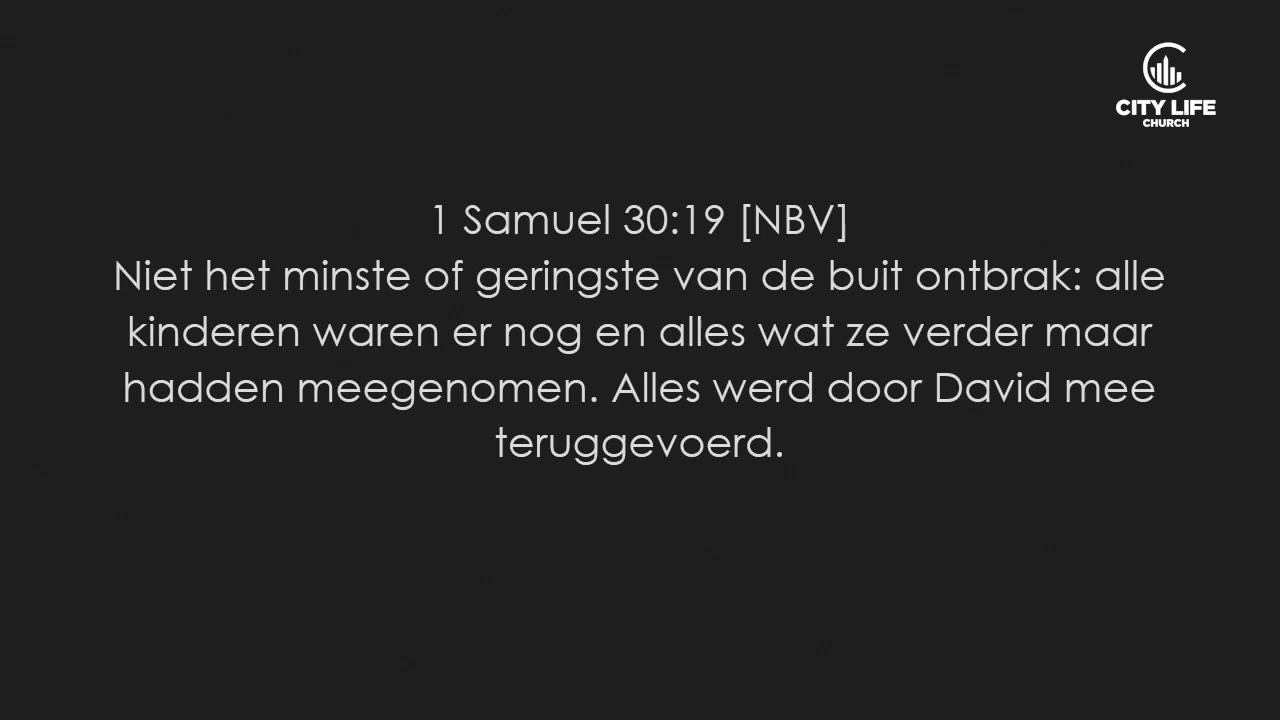 CITY LIFE
CHURCH
1 Samuel 30:19 [NBV]
Niet het minste of geringste van de buit ontbrak: alle
kinderen waren er nog en alles wat ze verder maar
hadden meegenomen. Alles werd door David mee
teruggevoerd.